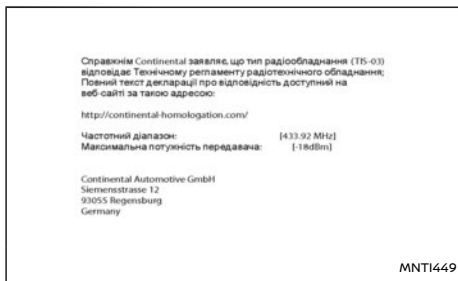 Справжнім Continental заявляє, що тип радіообладнання (TIS-03)
відповідає Технічному регламенту радіотехнічного обладнання;
Повний текст декларації про відповідність доступний на
веб-сайті за такою адресою:
http://continental-homologation.com/
Частотний діапазон: [433.92 MHz]
Максимальна потужність передавача: [-18dBm]
Continental Automotive GmbH
Siemensstrasse 12
93055 Regensburg
Germany
MNTI449